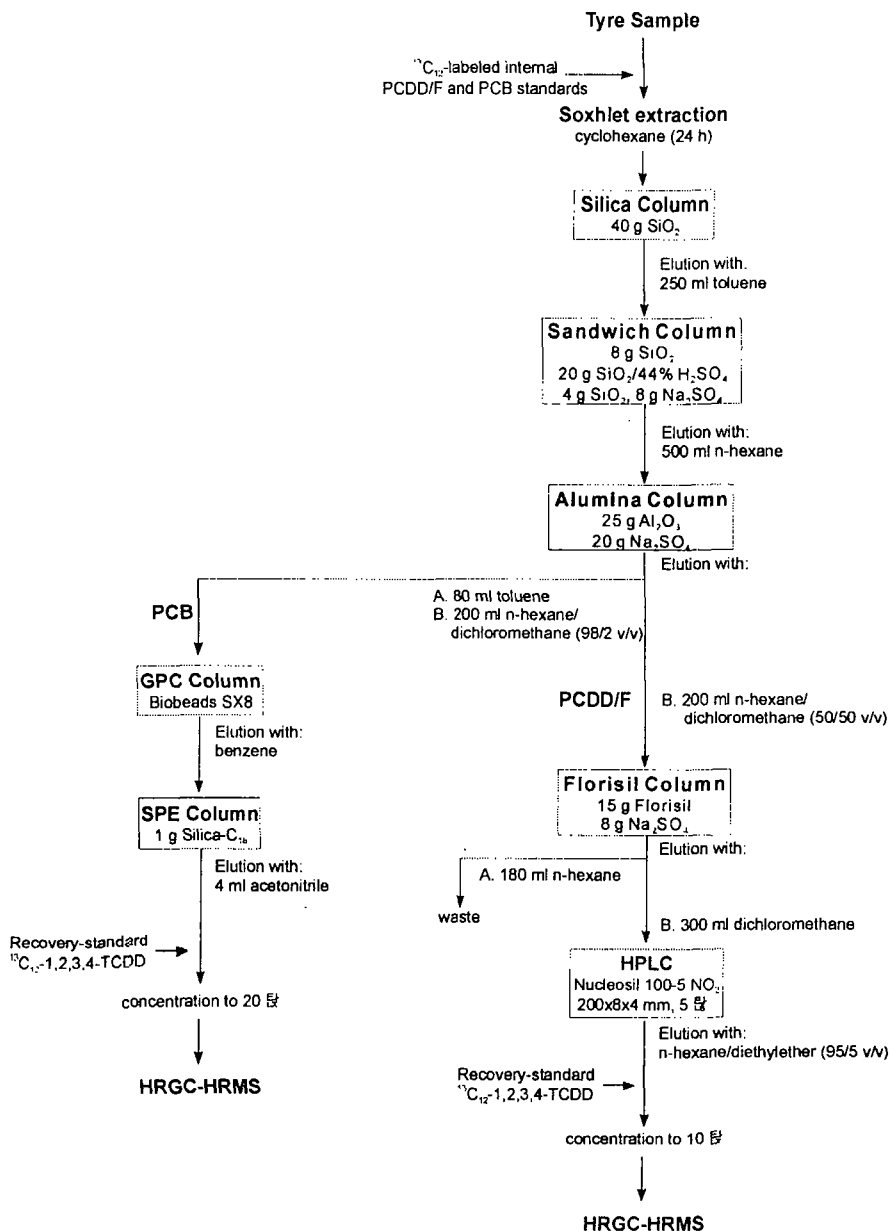 Tyre Sample
¹³C₁₂-labeled internal
PCDD/F and PCB standards
Soxhlet extraction
cyclohexane (24 h)
Silica Column
40 g SiO₂
Elution with.
250 ml toluene
Sandwich Column
8 g SiO₂
20 g SiO₂/44% H₂SO₄
4 g SiO₂, 8 g Na₂SO₄
Elution with:
500 ml n-hexane
Alumina Column
25 g Al₂O₃
20 g Na₂SO₄
Elution with:
PCB
A. 80 ml toluene
B. 200 ml n-hexane/
dichloromethane (98/2 v/v)
GPC Column
Biobeads SX8
Elution with:
benzene
PCDD/F
B. 200 ml n-hexane/
dichloromethane (50/50 v/v)
SPE Column
1 g Silica-C₁₈
Elution with:
4 ml acetonitrile
Florisil Column
15 g Florisil
8 g Na₂SO₄
Elution with:
A. 180 ml n-hexane
waste
B. 300 ml dichloromethane
Recovery-standard
¹³C₁₂-1,2,3,4-TCDD
concentration to 20
HRGC-HRMS
HPLC
Nucleosil 100-5 NO₂
200x8x4 mm, 5
Elution with:
n-hexane/diethylether (95/5 v/v)
Recovery-standard
¹³C₁₂-1,2,3,4-TCDD
concentration to 10
HRGC-HRMS